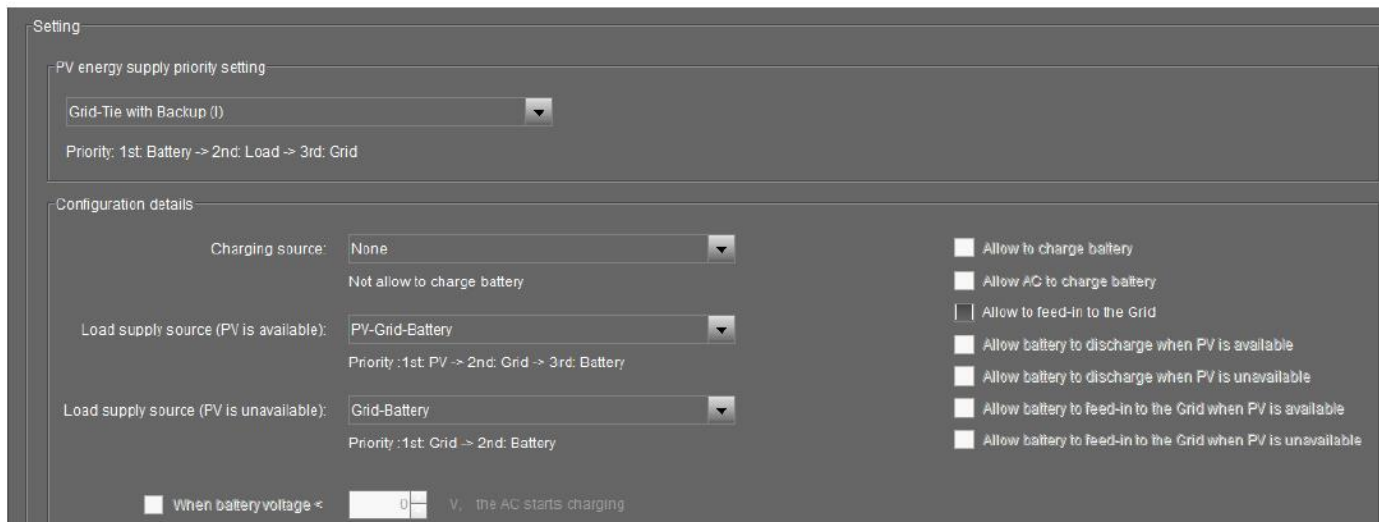 Setting
PV energy supply priority setting
Grid-Tie with Backup (I)
Priority: 1st: Battery -> 2nd: Load -> 3rd: Grid
Configuration details
Charging source: None
Not allow to charge battery
Load supply source (PV is available): PV-Grid-Battery
Priority :1st: PV -> 2nd: Grid -> 3rd: Battery
Load supply source (PV is unavailable): Grid-Battery
Priority :1st: Grid -> 2nd: Battery
When battery voltage < 0 V, the AC starts charging
Allow to charge battery
Allow AC to charge battery
Allow to feed-in to the Grid
Allow battery to discharge when PV is available
Allow battery to discharge when PV is unavailable
Allow battery to feed-in to the Grid when PV is available
Allow battery to feed-in to the Grid when PV is unavailable